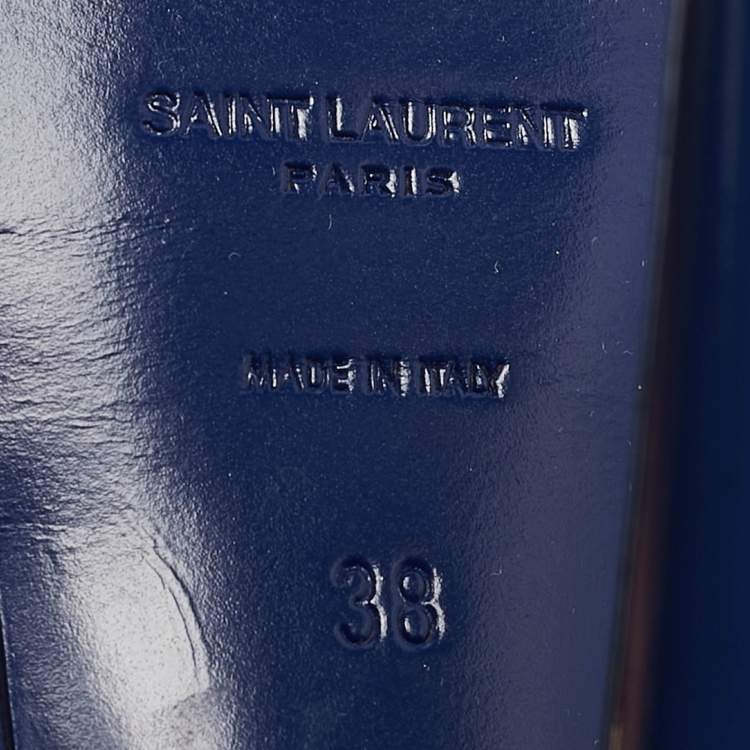 SAINT LAURENT
PARIS
MADE IN ITALY
38